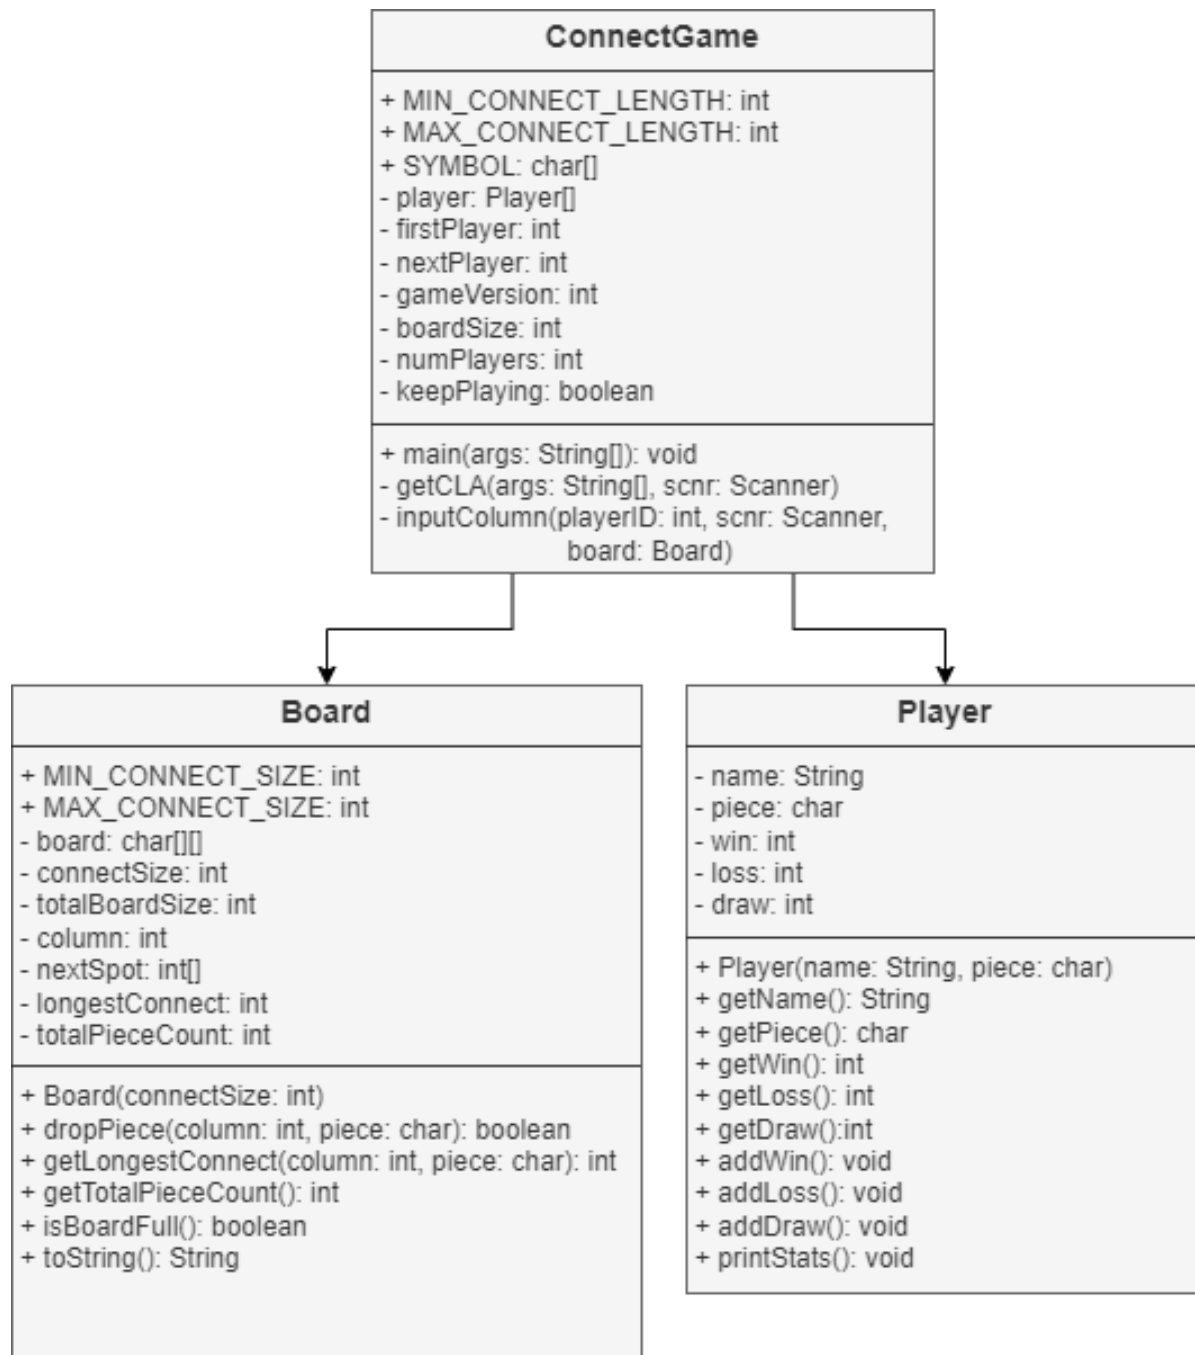 ConnectGame
+ MIN_CONNECT_LENGTH: int
+ MAX_CONNECT_LENGTH: int
+ SYMBOL: char[]
- player: Player[]
- firstPlayer: int
- nextPlayer: int
- gameVersion: int
- boardSize: int
- numPlayers: int
- keepPlaying: boolean
+ main(args: String[]): void
- getCLA(args: String[], scnr: Scanner)
- inputColumn(playerID: int, scnr: Scanner,
board: Board)
Board
+ MIN_CONNECT_SIZE: int
+ MAX_CONNECT_SIZE: int
- board: char[][]
- connectSize: int
- totalBoardSize: int
- column: int
- nextSpot: int[]
- longestConnect: int
- totalPieceCount: int
+ Board(connectSize: int)
+ dropPiece(column: int, piece: char): boolean
+ getLongestConnect(column: int, piece: char): int
+ getTotalPieceCount(): int
+ isBoardFull(): boolean
+ toString(): String
Player
- name: String
- piece: char
- win: int
- loss: int
- draw: int
+ Player(name: String, piece: char)
+ getName(): String
+ getPiece(): char
+ getWin(): int
+ getLoss(): int
+ getDraw():int
+ addWin(): void
+ addLoss(): void
+ addDraw(): void
+ printStats(): void